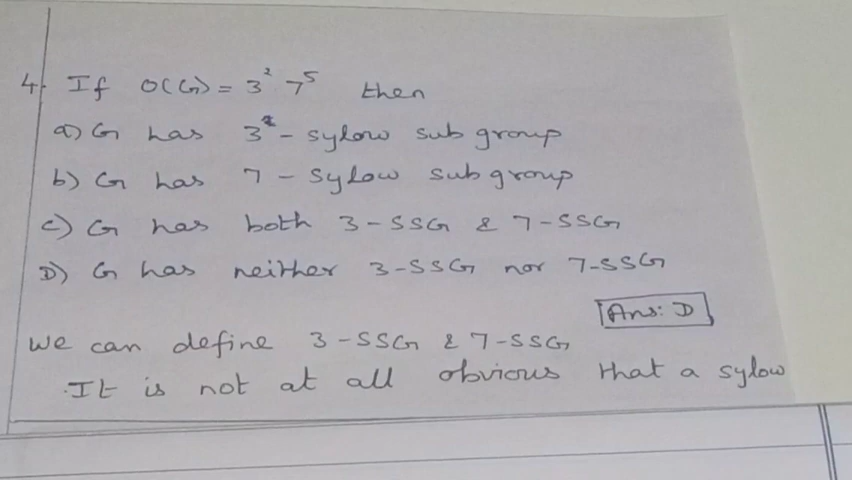 4. If O(G) = 3² 7⁵ then
a) G has 3 - sylow sub group
b) G has 7 - sylow sub group
c) G has both 3-SSG & 7-SSG
D) G has neither 3-SSG nor 7-SSG
Ans: D
We can define 3-SSG & 7-SSG
It is not at all obvious that a sylow